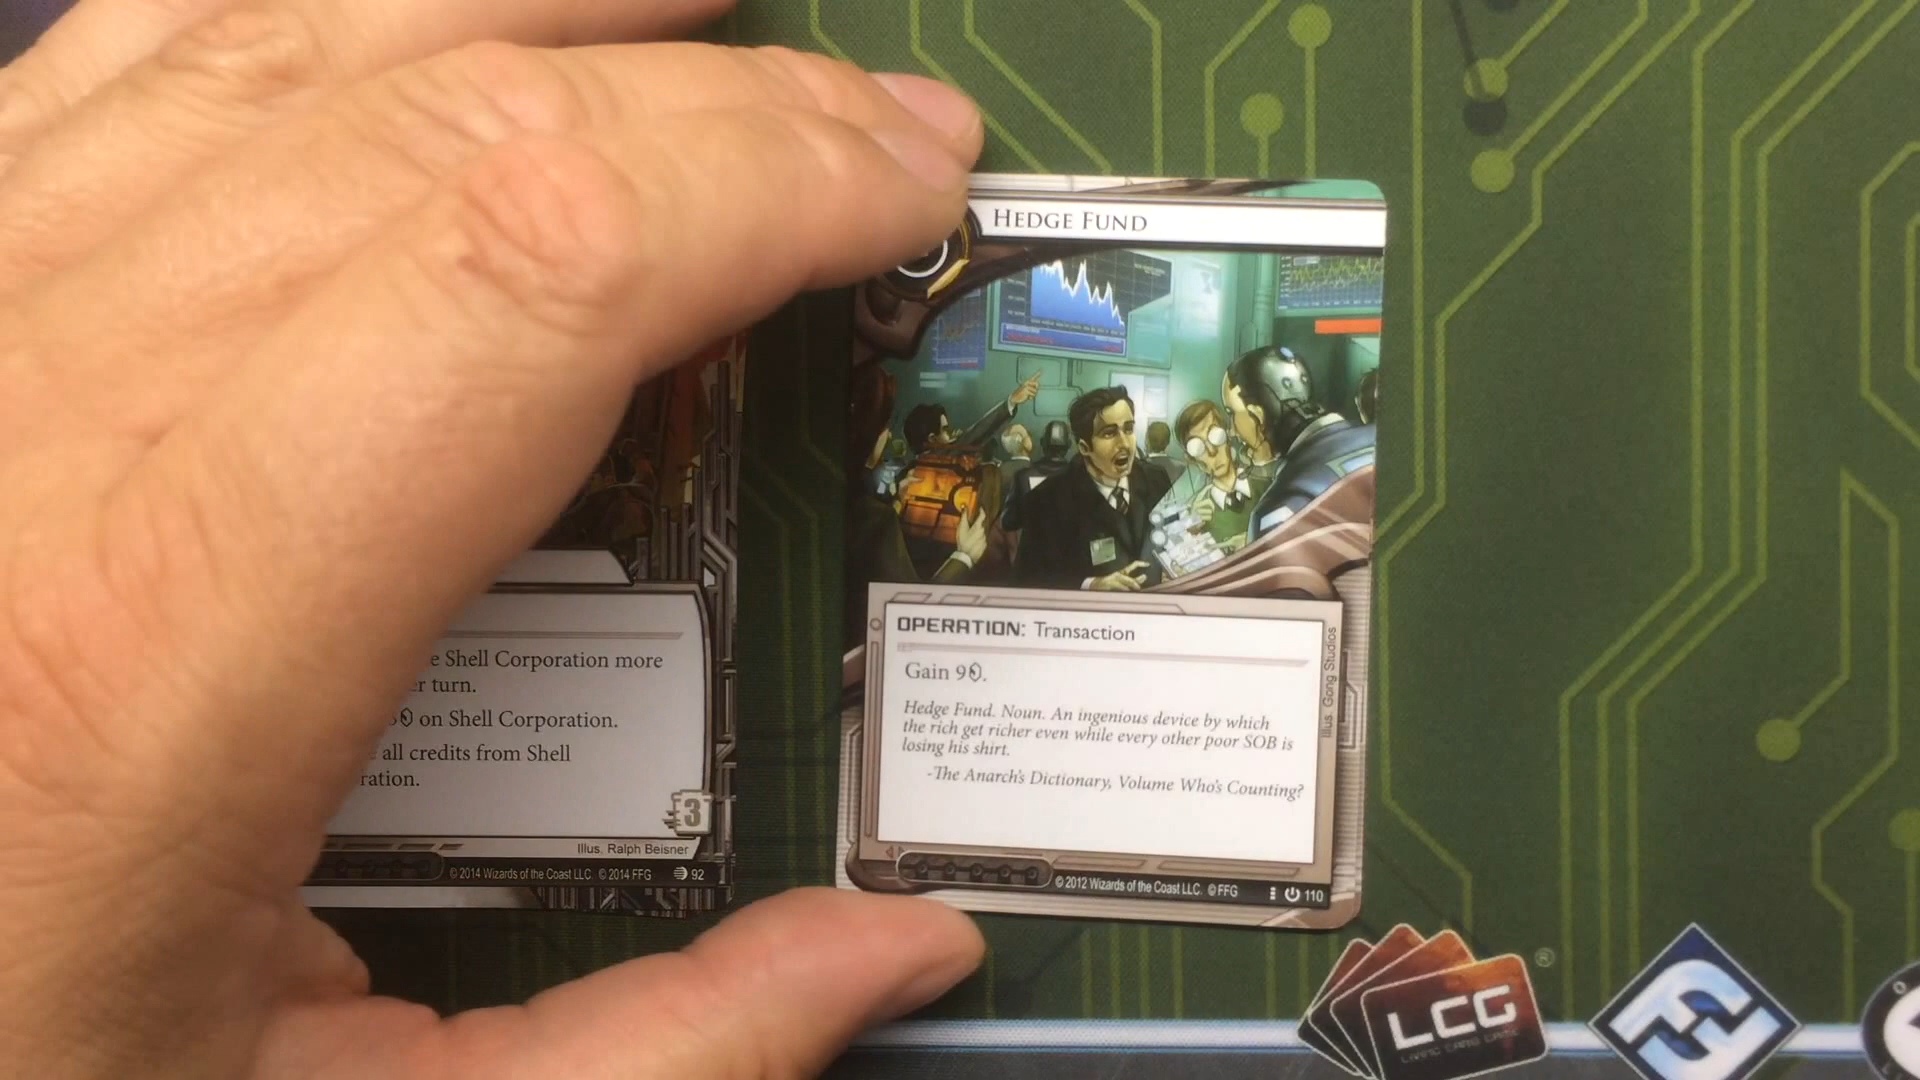 HEDGE FUND
OPERATION: Transaction
Gain 9
Hedge Fund. Noun. An ingenious device by which
the rich get richer even while every other poor SOB is
losing his shirt.
-The Anarch's Dictionary, Volume Who's Counting?
Illus. Gong Studios
© 2012 Wizards of the Coast LLC. © FFG
110
Shell Corporation more
turn.
on Shell Corporation.
all credits from Shell
3
Illus. Ralph Beisner
© 2014 Wizards of the Coast LLC. © 2014 FFG
92
LCG
LIVING CARD GAME
®